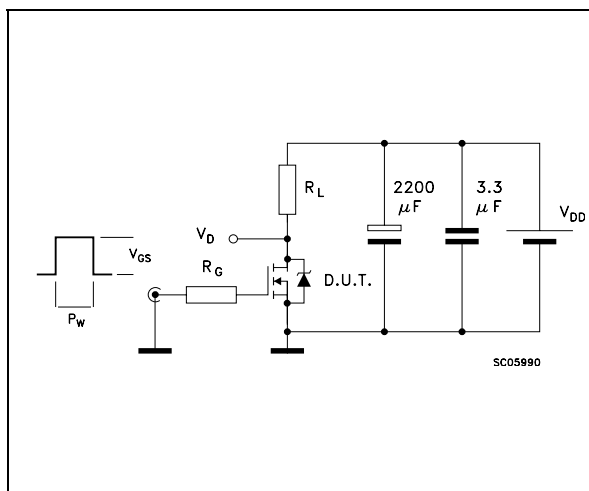 R_L
2200
μF
3.3
μF
V_DD
V_D
V_GS
R_G
D.U.T.
P_W
SC05990